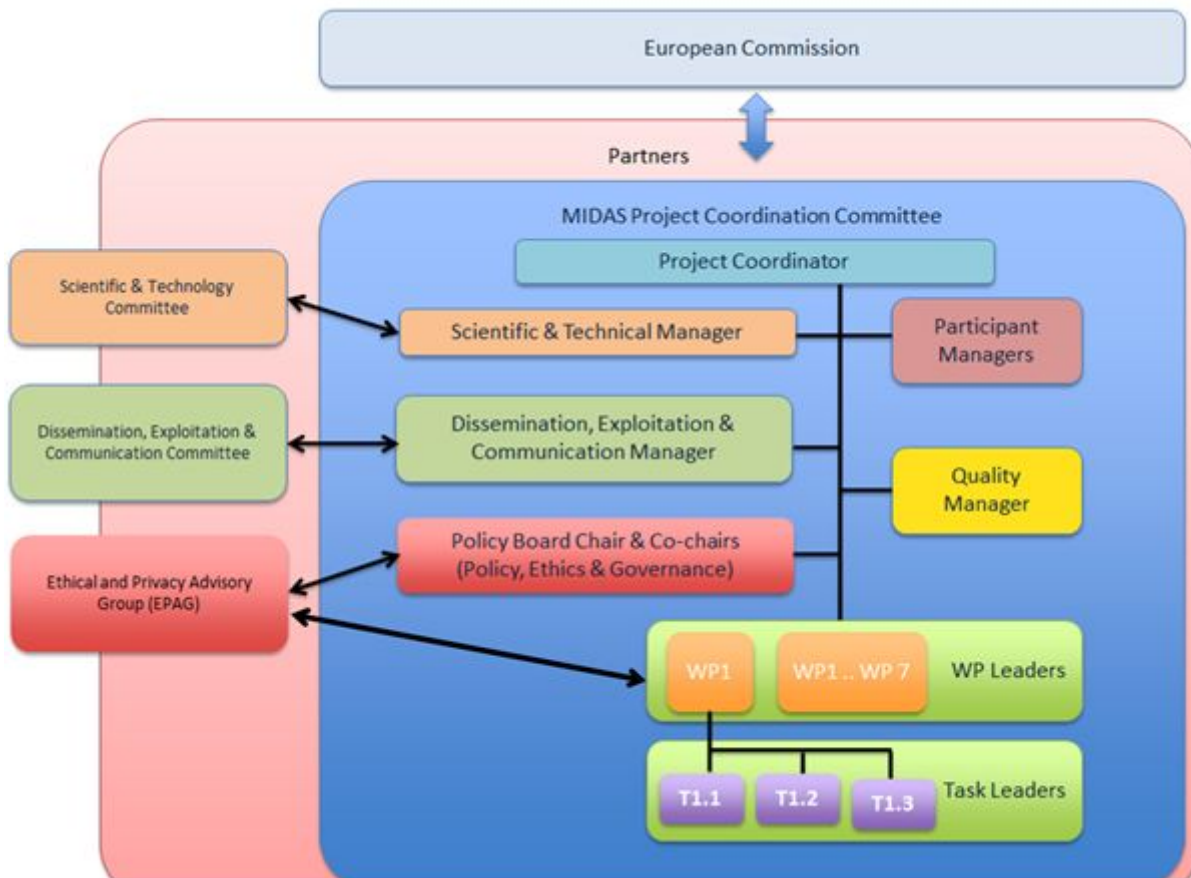 European Commission
Partners
MIDAS Project Coordination Committee
Project Coordinator
Scientific & Technology
Committee
Scientific & Technical Manager
Participant
Managers
Dissemination, Exploitation &
Communication Committee
Dissemination, Exploitation &
Communication Manager
Quality
Manager
Ethical and Privacy Advisory
Group (EPAG)
Policy Board Chair & Co-chairs
(Policy, Ethics & Governance)
WP1
WP1 .. WP 7
WP Leaders
T1.1
T1.2
T1.3
Task Leaders